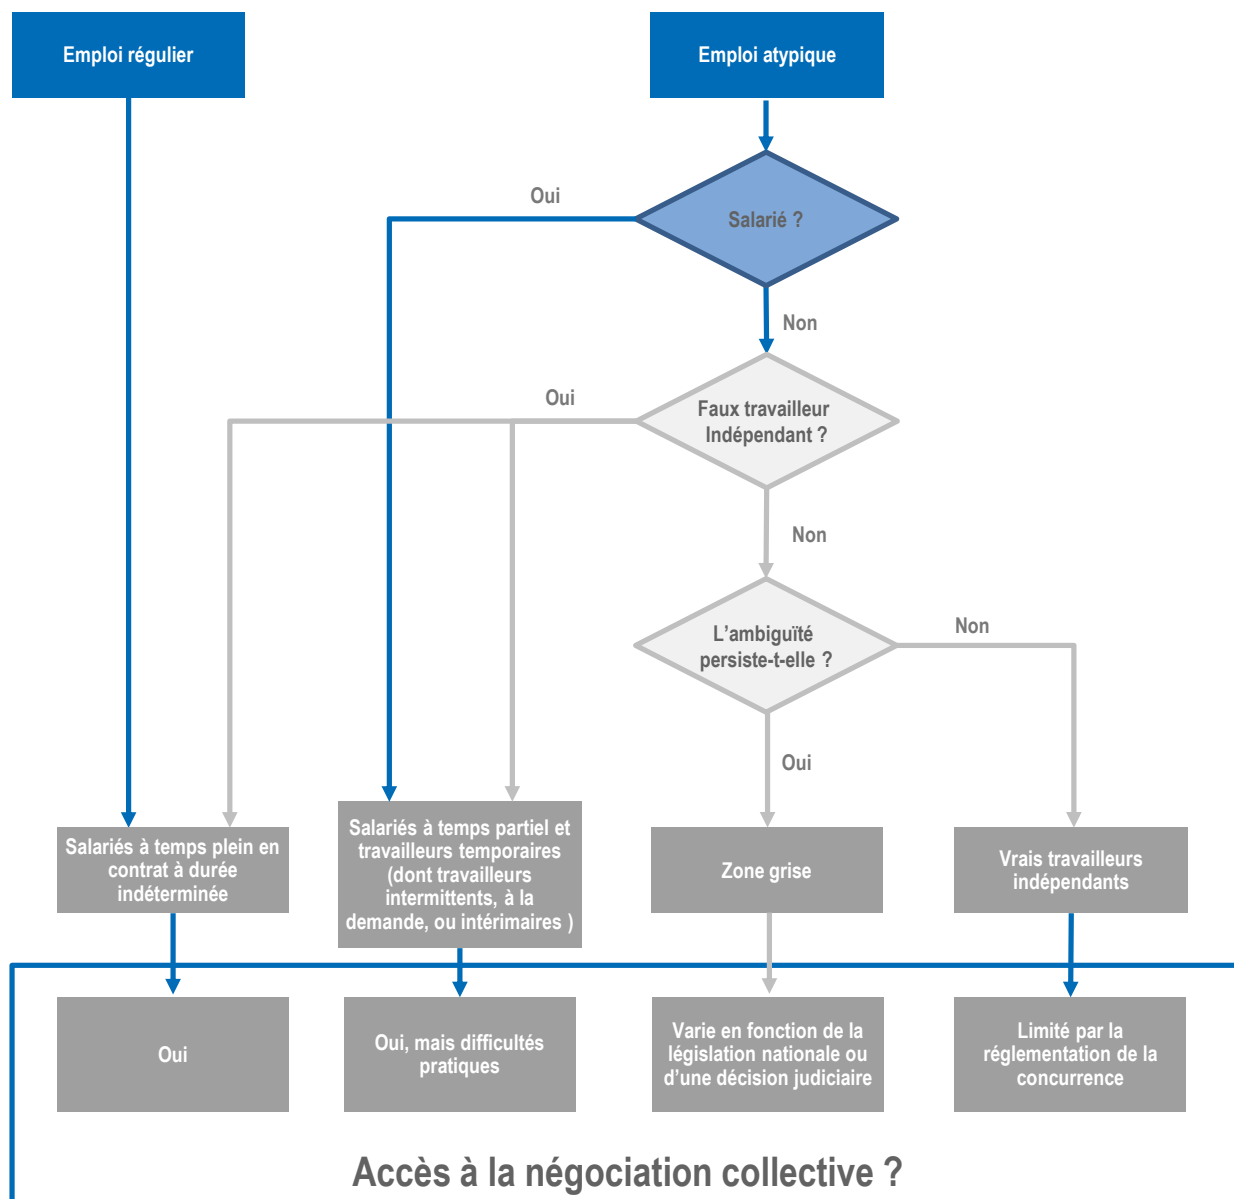 Emploi régulier
Emploi atypique
Oui
Salarié ?
Non
Oui
Faux travailleur
Indépendant ?
Non
L'ambiguïté
persiste-t-elle ?
Non
Oui
Salariés à temps plein en
contrat à durée
indéterminée
Salariés à temps partiel et
travailleurs temporaires
(dont travailleurs
intermittents, à la
demande, ou intérimaires )
Zone grise
Vrais travailleurs
indépendants
Oui
Oui, mais difficultés
pratiques
Varie en fonction de la
législation nationale ou
d'une décision judiciaire
Limité par la
réglementation de la
concurrence
Accès à la négociation collective ?